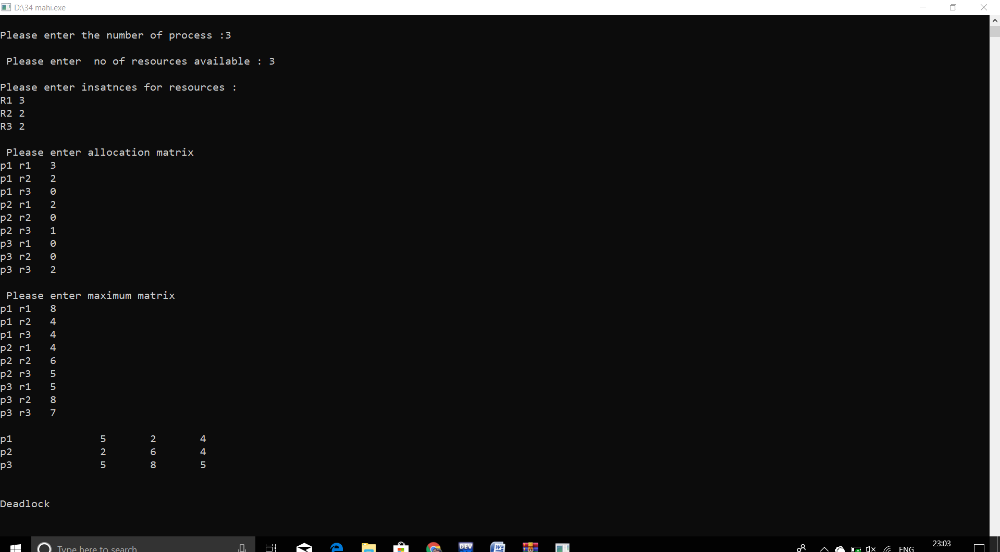 D:\34 mahi.exe
Please enter the number of process :3
Please enter  no of resources available : 3
Please enter insatnces for resources :
R1 3
R2 2
R3 2
Please enter allocation matrix
p1 r1   3
p1 r2   2
p1 r3   0
p2 r1   2
p2 r2   0
p2 r3   1
p3 r1   0
p3 r2   0
p3 r3   2
Please enter maximum matrix
p1 r1   8
p1 r2   4
p1 r3   4
p2 r1   4
p2 r2   6
p2 r3   5
p3 r1   5
p3 r2   8
p3 r3   7
p1              5       2       4
p2              2       6       4
p3              5       8       5
Deadlock
Type here to search
DEV
W
ENG
23:03